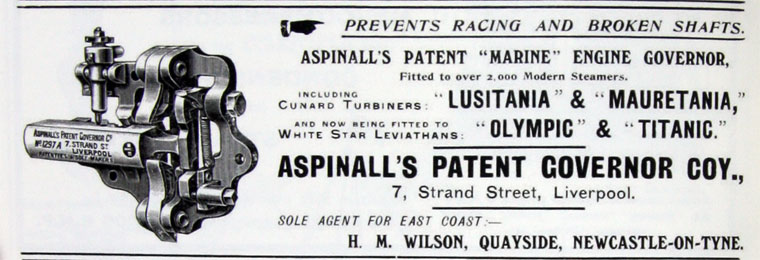 PREVENTS RACING AND BROKEN SHAFTS.
ASPINALL'S PATENT "MARINE" ENGINE GOVERNOR,
Fitted to over 2,000 Modern Steamers.
INCLUDING
CUNARD TURBINERS: "LUSITANIA" & "MAURETANIA,"
AND NOW BEING FITTED TO
WHITE STAR LEVIATHANS: "OLYMPIC" & "TITANIC."
ASPINALL'S PATENT GOVERNOR COY.,
7, Strand Street, Liverpool.
SOLE AGENT FOR EAST COAST:—
H. M. WILSON, QUAYSIDE, NEWCASTLE-ON-TYNE.
ASPINALL'S PATENT GOVERNOR CO
7. STRAND ST
LIVERPOOL
No 1297A